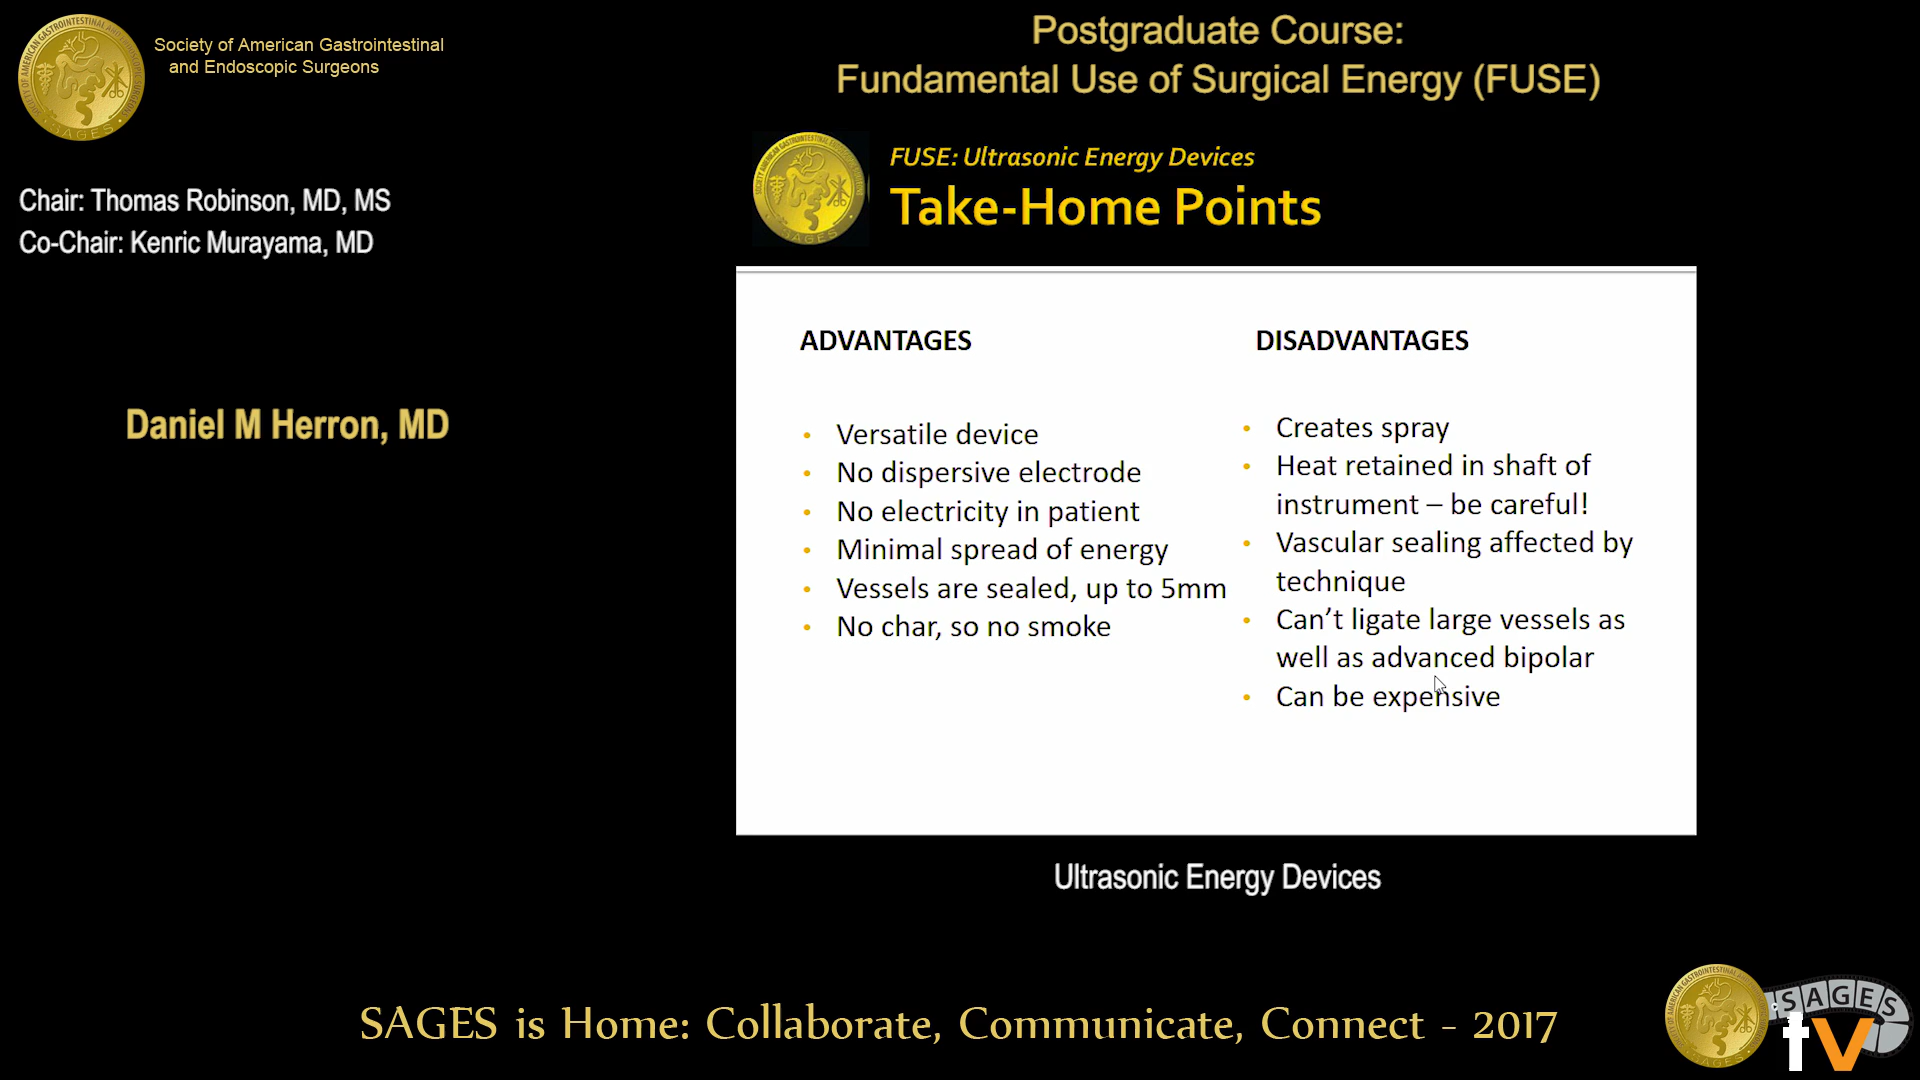 Society of American Gastrointestinal
and Endoscopic Surgeons
Postgraduate Course:
Fundamental Use of Surgical Energy (FUSE)
Chair: Thomas Robinson, MD, MS
Co-Chair: Kenric Murayama, MD
Daniel M Herron, MD
FUSE: Ultrasonic Energy Devices
Take-Home Points
ADVANTAGES
• Versatile device
• No dispersive electrode
• No electricity in patient
• Minimal spread of energy
• Vessels are sealed, up to 5mm
• No char, so no smoke
DISADVANTAGES
• Creates spray
• Heat retained in shaft of
instrument – be careful!
• Vascular sealing affected by
technique
• Can't ligate large vessels as
well as advanced bipolar
• Can be expensive
Ultrasonic Energy Devices
SAGES is Home: Collaborate, Communicate, Connect - 2017
SAGES
tv